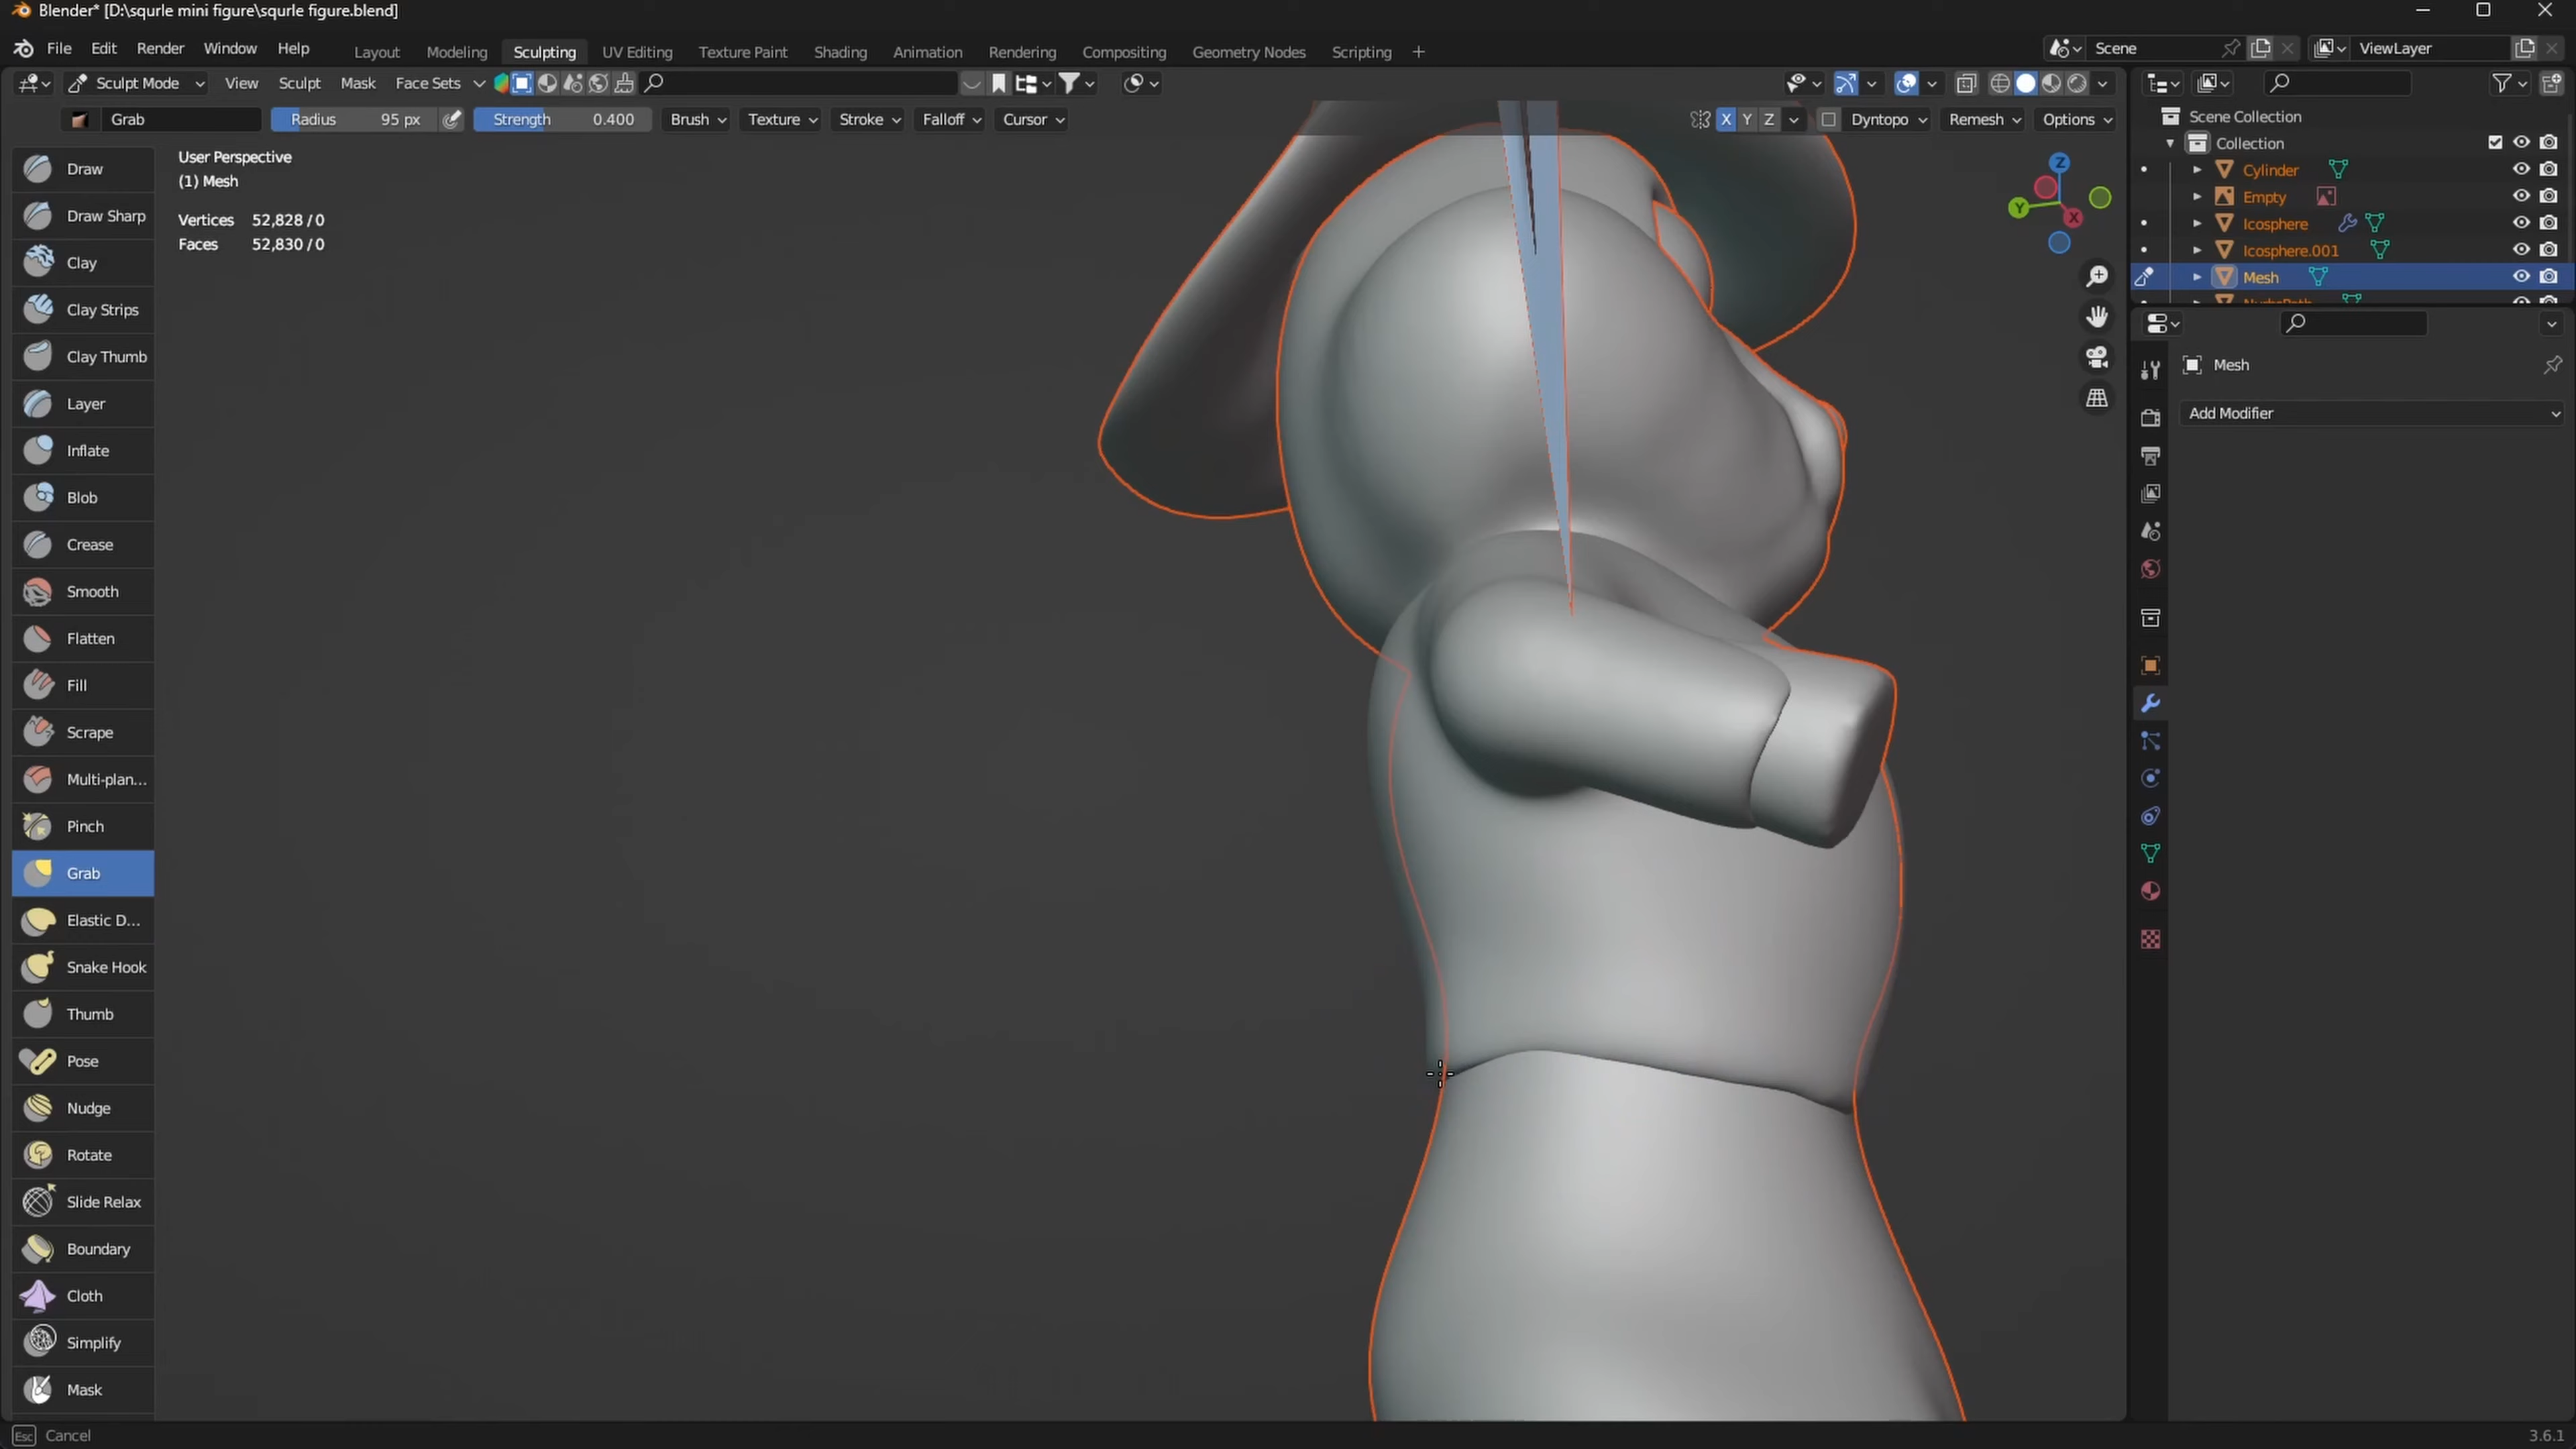 Blender* [D:\squrle mini figure\squrle figure.blend]
File Edit Render Window Help Layout Modeling Sculpting UV Editing Texture Paint Shading Animation Rendering Compositing Geometry Nodes Scripting + Scene ViewLayer
Sculpt Mode View Sculpt Mask Face Sets
Grab Radius 95 px Strength 0.400 Brush Texture Stroke Falloff Cursor X Y Z Dyntopo Remesh Options
Scene Collection
Collection
Cylinder
Empty
Icosphere
Icosphere.001
Mesh
NurbsPath
Mesh
Add Modifier
User Perspective
(1) Mesh
Vertices 52,828 / 0
Faces 52,830 / 0
Z
Y
X
Draw
Draw Sharp
Clay
Clay Strips
Clay Thumb
Layer
Inflate
Blob
Crease
Smooth
Flatten
Fill
Scrape
Multi-plan...
Pinch
Grab
Elastic D...
Snake Hook
Thumb
Pose
Nudge
Rotate
Slide Relax
Boundary
Cloth
Simplify
Mask
Esc Cancel
3.6.1